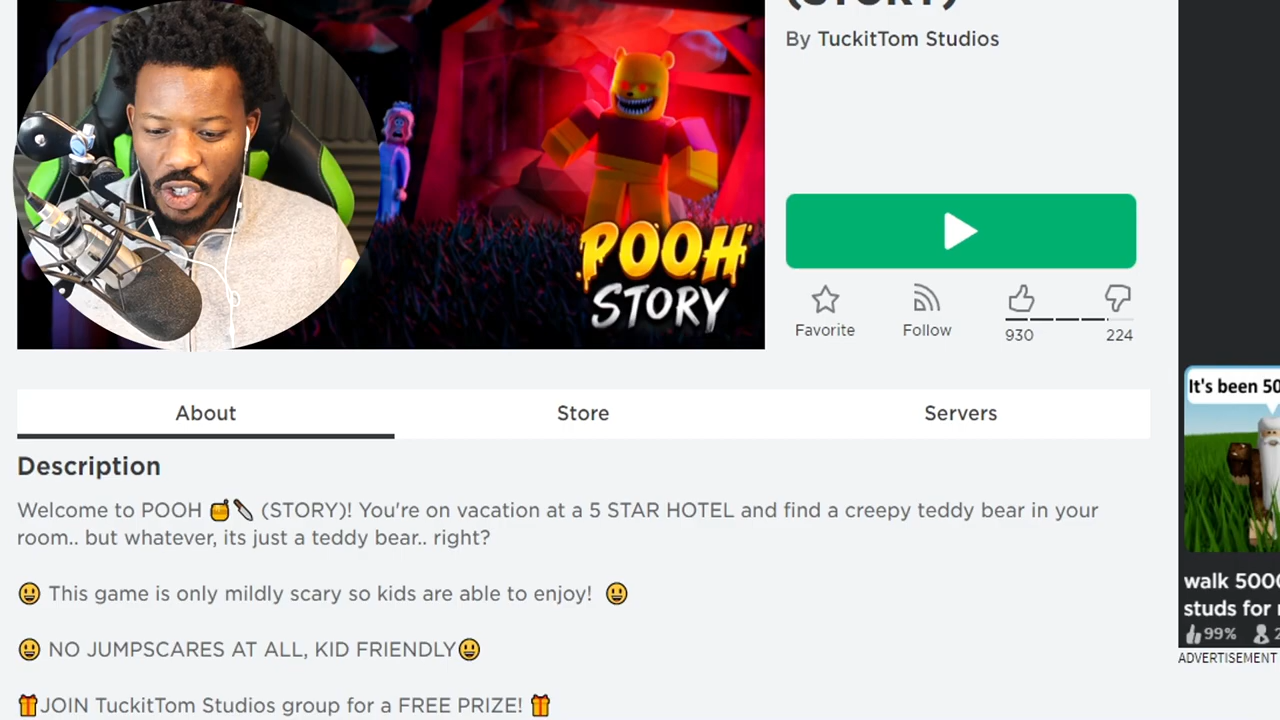 (STORY)
By TuckitTom Studios
POOH
STORY
Favorite
Follow
930
224
About
Store
Servers
Description
Welcome to POOH 🍯🔪 (STORY)! You're on vacation at a 5 STAR HOTEL and find a creepy teddy bear in your
room.. but whatever, its just a teddy bear.. right?
😃 This game is only mildly scary so kids are able to enjoy! 😃
😃 NO JUMPSCARES AT ALL, KID FRIENDLY😃
🎁JOIN TuckitTom Studios group for a FREE PRIZE! 🎁
It's been 50
walk 500
studs for
99%
2
ADVERTISEMENT